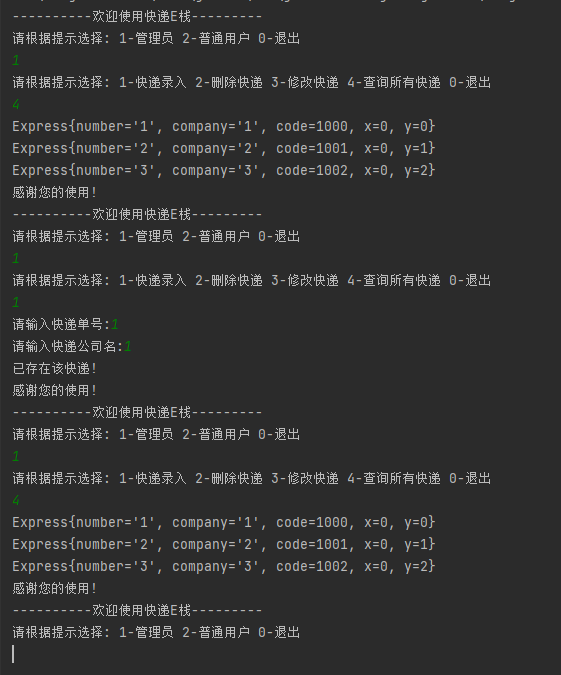 ----------欢迎使用快递E栈---------
请根据提示选择: 1-管理员 2-普通用户 0-退出
1
请根据提示选择: 1-快递录入 2-删除快递 3-修改快递 4-查询所有快递 0-退出
4
Express{number='1', company='1', code=1000, x=0, y=0}
Express{number='2', company='2', code=1001, x=0, y=1}
Express{number='3', company='3', code=1002, x=0, y=2}
感谢您的使用!
----------欢迎使用快递E栈---------
请根据提示选择: 1-管理员 2-普通用户 0-退出
1
请根据提示选择: 1-快递录入 2-删除快递 3-修改快递 4-查询所有快递 0-退出
1
请输入快递单号:1
请输入快递公司名:1
已存在该快递!
感谢您的使用!
----------欢迎使用快递E栈---------
请根据提示选择: 1-管理员 2-普通用户 0-退出
1
请根据提示选择: 1-快递录入 2-删除快递 3-修改快递 4-查询所有快递 0-退出
4
Express{number='1', company='1', code=1000, x=0, y=0}
Express{number='2', company='2', code=1001, x=0, y=1}
Express{number='3', company='3', code=1002, x=0, y=2}
感谢您的使用!
----------欢迎使用快递E栈---------
请根据提示选择: 1-管理员 2-普通用户 0-退出